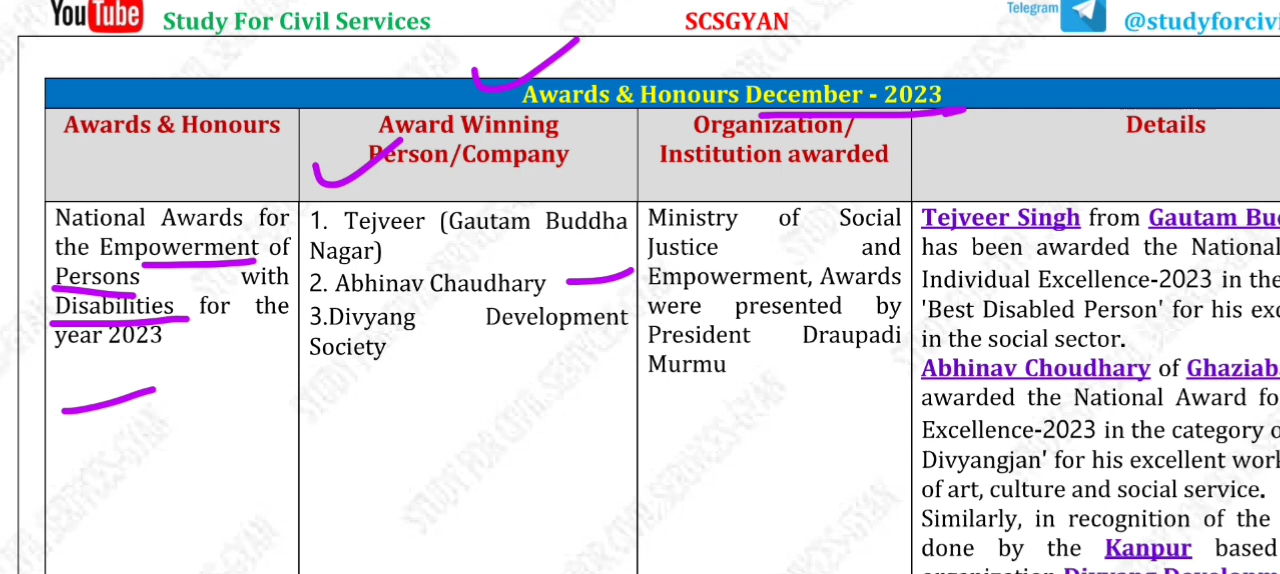 You Tube Study For Civil Services SCSGYAN Telegram @studyforcivi
Awards & Honours December - 2023
Awards & Honours
Award Winning
Person/Company
Organization/
Institution awarded
Details
National Awards for
the Empowerment of
Persons with
Disabilities for the
year 2023
1. Tejveer (Gautam Buddha
Nagar)
2. Abhinav Chaudhary
3.Divyang Development
Society
Ministry of Social
Justice and
Empowerment, Awards
were presented by
President Draupadi
Murmu
Tejveer Singh from Gautam Bu
has been awarded the National
Individual Excellence-2023 in the
'Best Disabled Person' for his exc
in the social sector.
Abhinav Choudhary of Ghaziab
awarded the National Award fo
Excellence-2023 in the category o
Divyangjan' for his excellent work
of art, culture and social service.
Similarly, in recognition of the
done by the Kanpur based
organization Divyang Developm